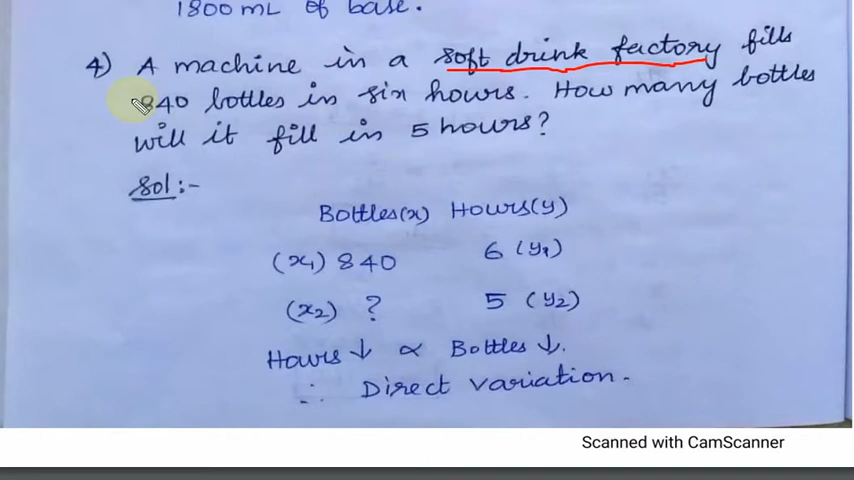 1800 mL of base.
4) A machine in a soft drink factory fills
840 bottles in six hours. How many bottles
will it fill in 5 hours?
Sol:-
Bottles(x) Hours(y)
(x1) 840 6 (y1)
(x2) ? 5 (y2)
Hours ↓ ∝ Bottles ↓.
∴ Direct variation.
Scanned with CamScanner